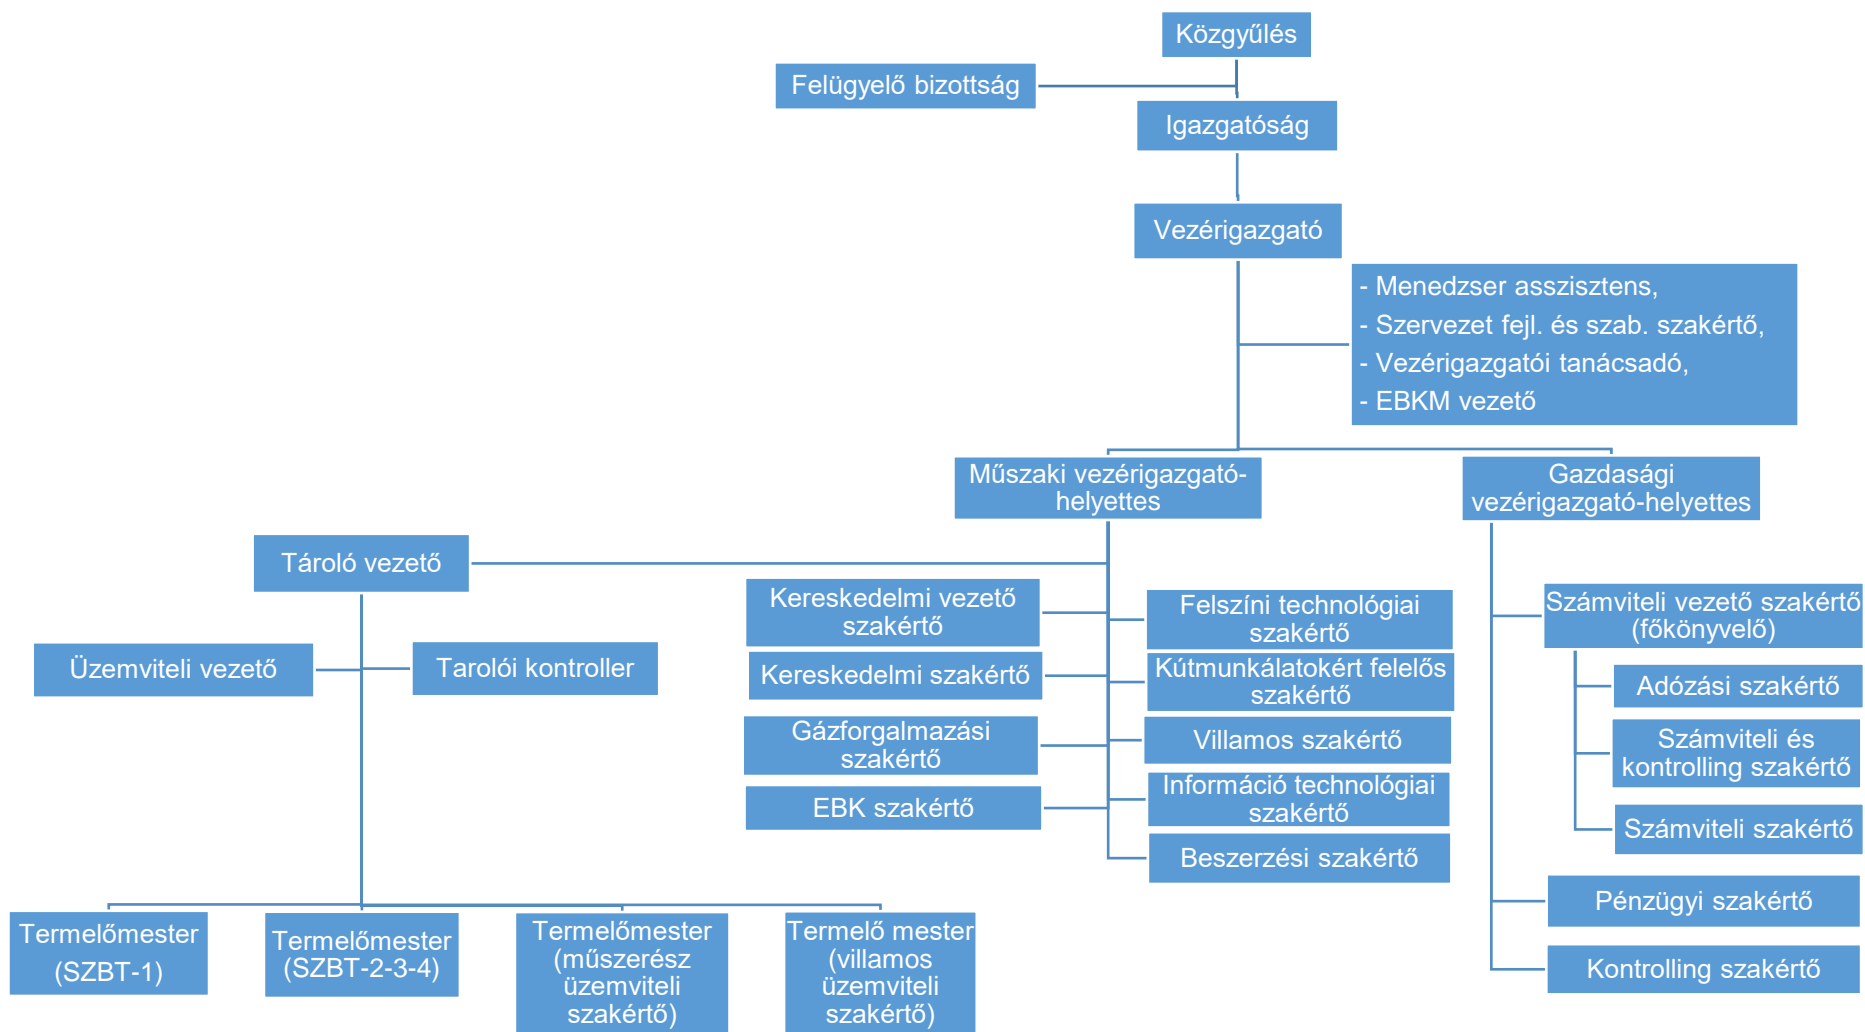 Közgyűlés
Felügyelő bizottság
Igazgatóság
Vezérigazgató
- Menedzser asszisztens,
- Szervezet fejl. és szab. szakértő,
- Vezérigazgatói tanácsadó,
- EBKM vezető
Műszaki vezérigazgató-
helyettes
Gazdasági
vezérigazgató-helyettes
Tároló vezető
Üzemviteli vezető
Tarolói kontroller
Kereskedelmi vezető
szakértő
Kereskedelmi szakértő
Gázforgalmazási
szakértő
EBK szakértő
Felszíni technológiai
szakértő
Kútmunkálatokért felelős
szakértő
Villamos szakértő
Információ technológiai
szakértő
Beszerzési szakértő
Számviteli vezető szakértő
(főkönyvelő)
Adózási szakértő
Számviteli és
kontrolling szakértő
Számviteli szakértő
Pénzügyi szakértő
Kontrolling szakértő
Termelőmester
(SZBT-1)
Termelőmester
(SZBT-2-3-4)
Termelőmester
(műszerész
üzemviteli
szakértő)
Termelő mester
(villamos
üzemviteli
szakértő)